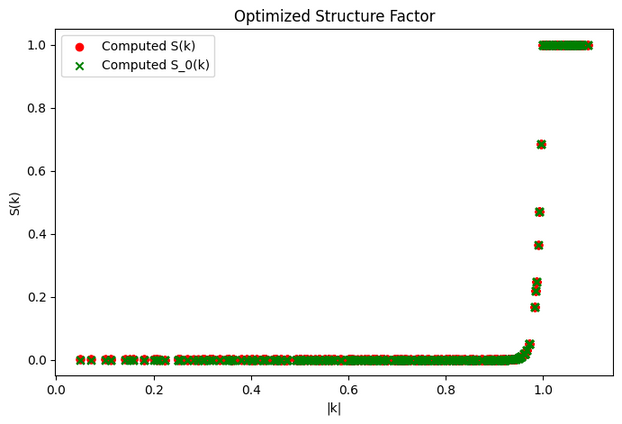 Optimized Structure Factor
Computed S(k)
Computed S_0(k)
1.0
0.8
0.6
0.4
0.2
0.0
S(k)
0.0 0.2 0.4 0.6 0.8 1.0
|k|